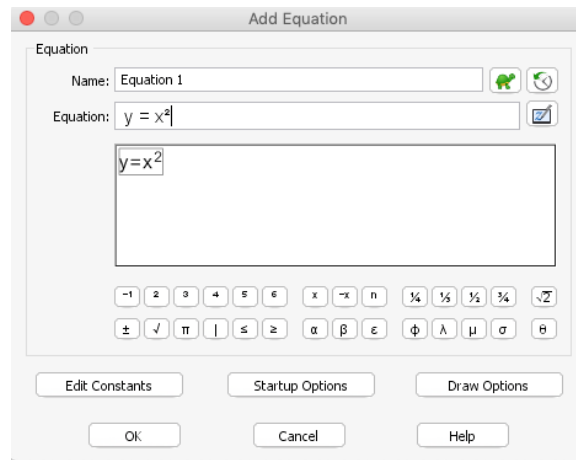 Add Equation
Equation
Name: Equation 1
Equation: y = x²
y=x²
⁻¹ ² ³ ⁴ ⁵ ⁶ ˣ ⁻ˣ ⁿ ¼ ⅓ ½ ¾ √2
± √ π | ≤ ≥ α β ε ϕ λ μ σ θ
Edit Constants Startup Options Draw Options
OK Cancel Help